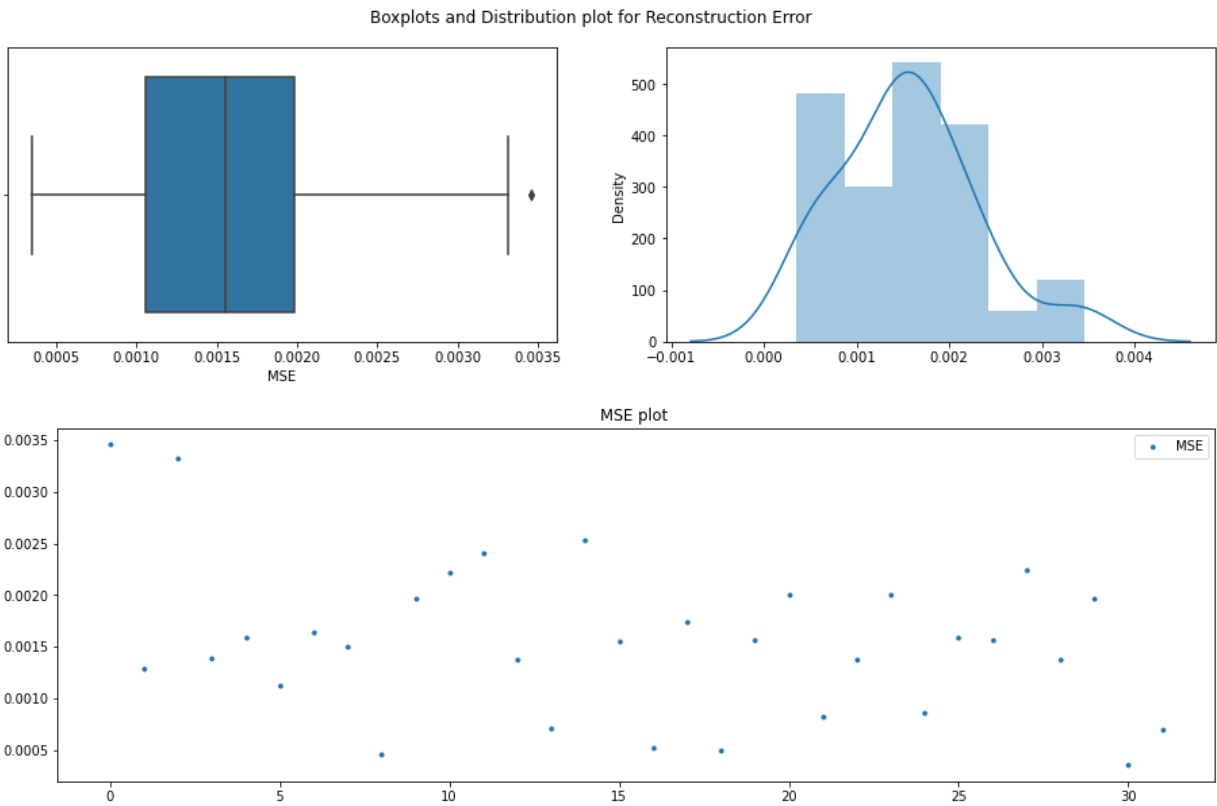 Boxplots and Distribution plot for Reconstruction Error
0.0005 0.0010 0.0015 0.0020 0.0025 0.0030 0.0035
MSE
500
400
300
200
100
0
Density
−0.001 0.000 0.001 0.002 0.003 0.004
MSE plot
0.0035
0.0030
0.0025
0.0020
0.0015
0.0010
0.0005
MSE
0 5 10 15 20 25 30